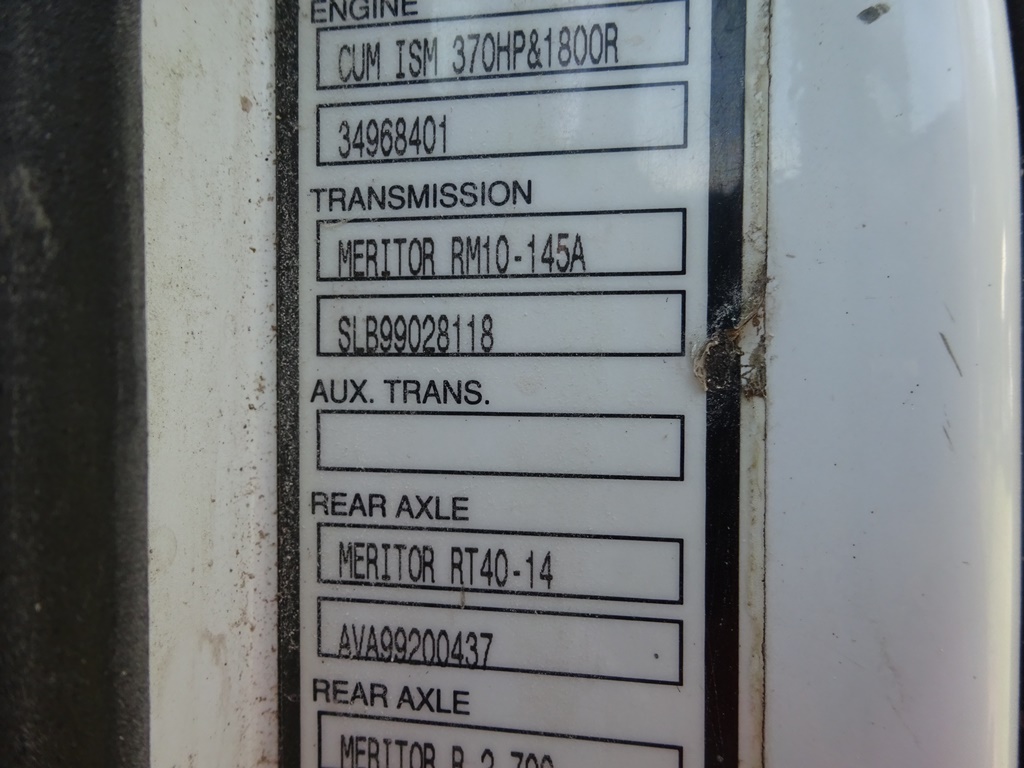 ENGINE
CUM ISM 370HP&1800R
34968401
TRANSMISSION
MERITOR RM10-145A
SLB99028118
AUX. TRANS.
REAR AXLE
MERITOR RT40-14
AVA99200437
REAR AXLE
MERITOR R